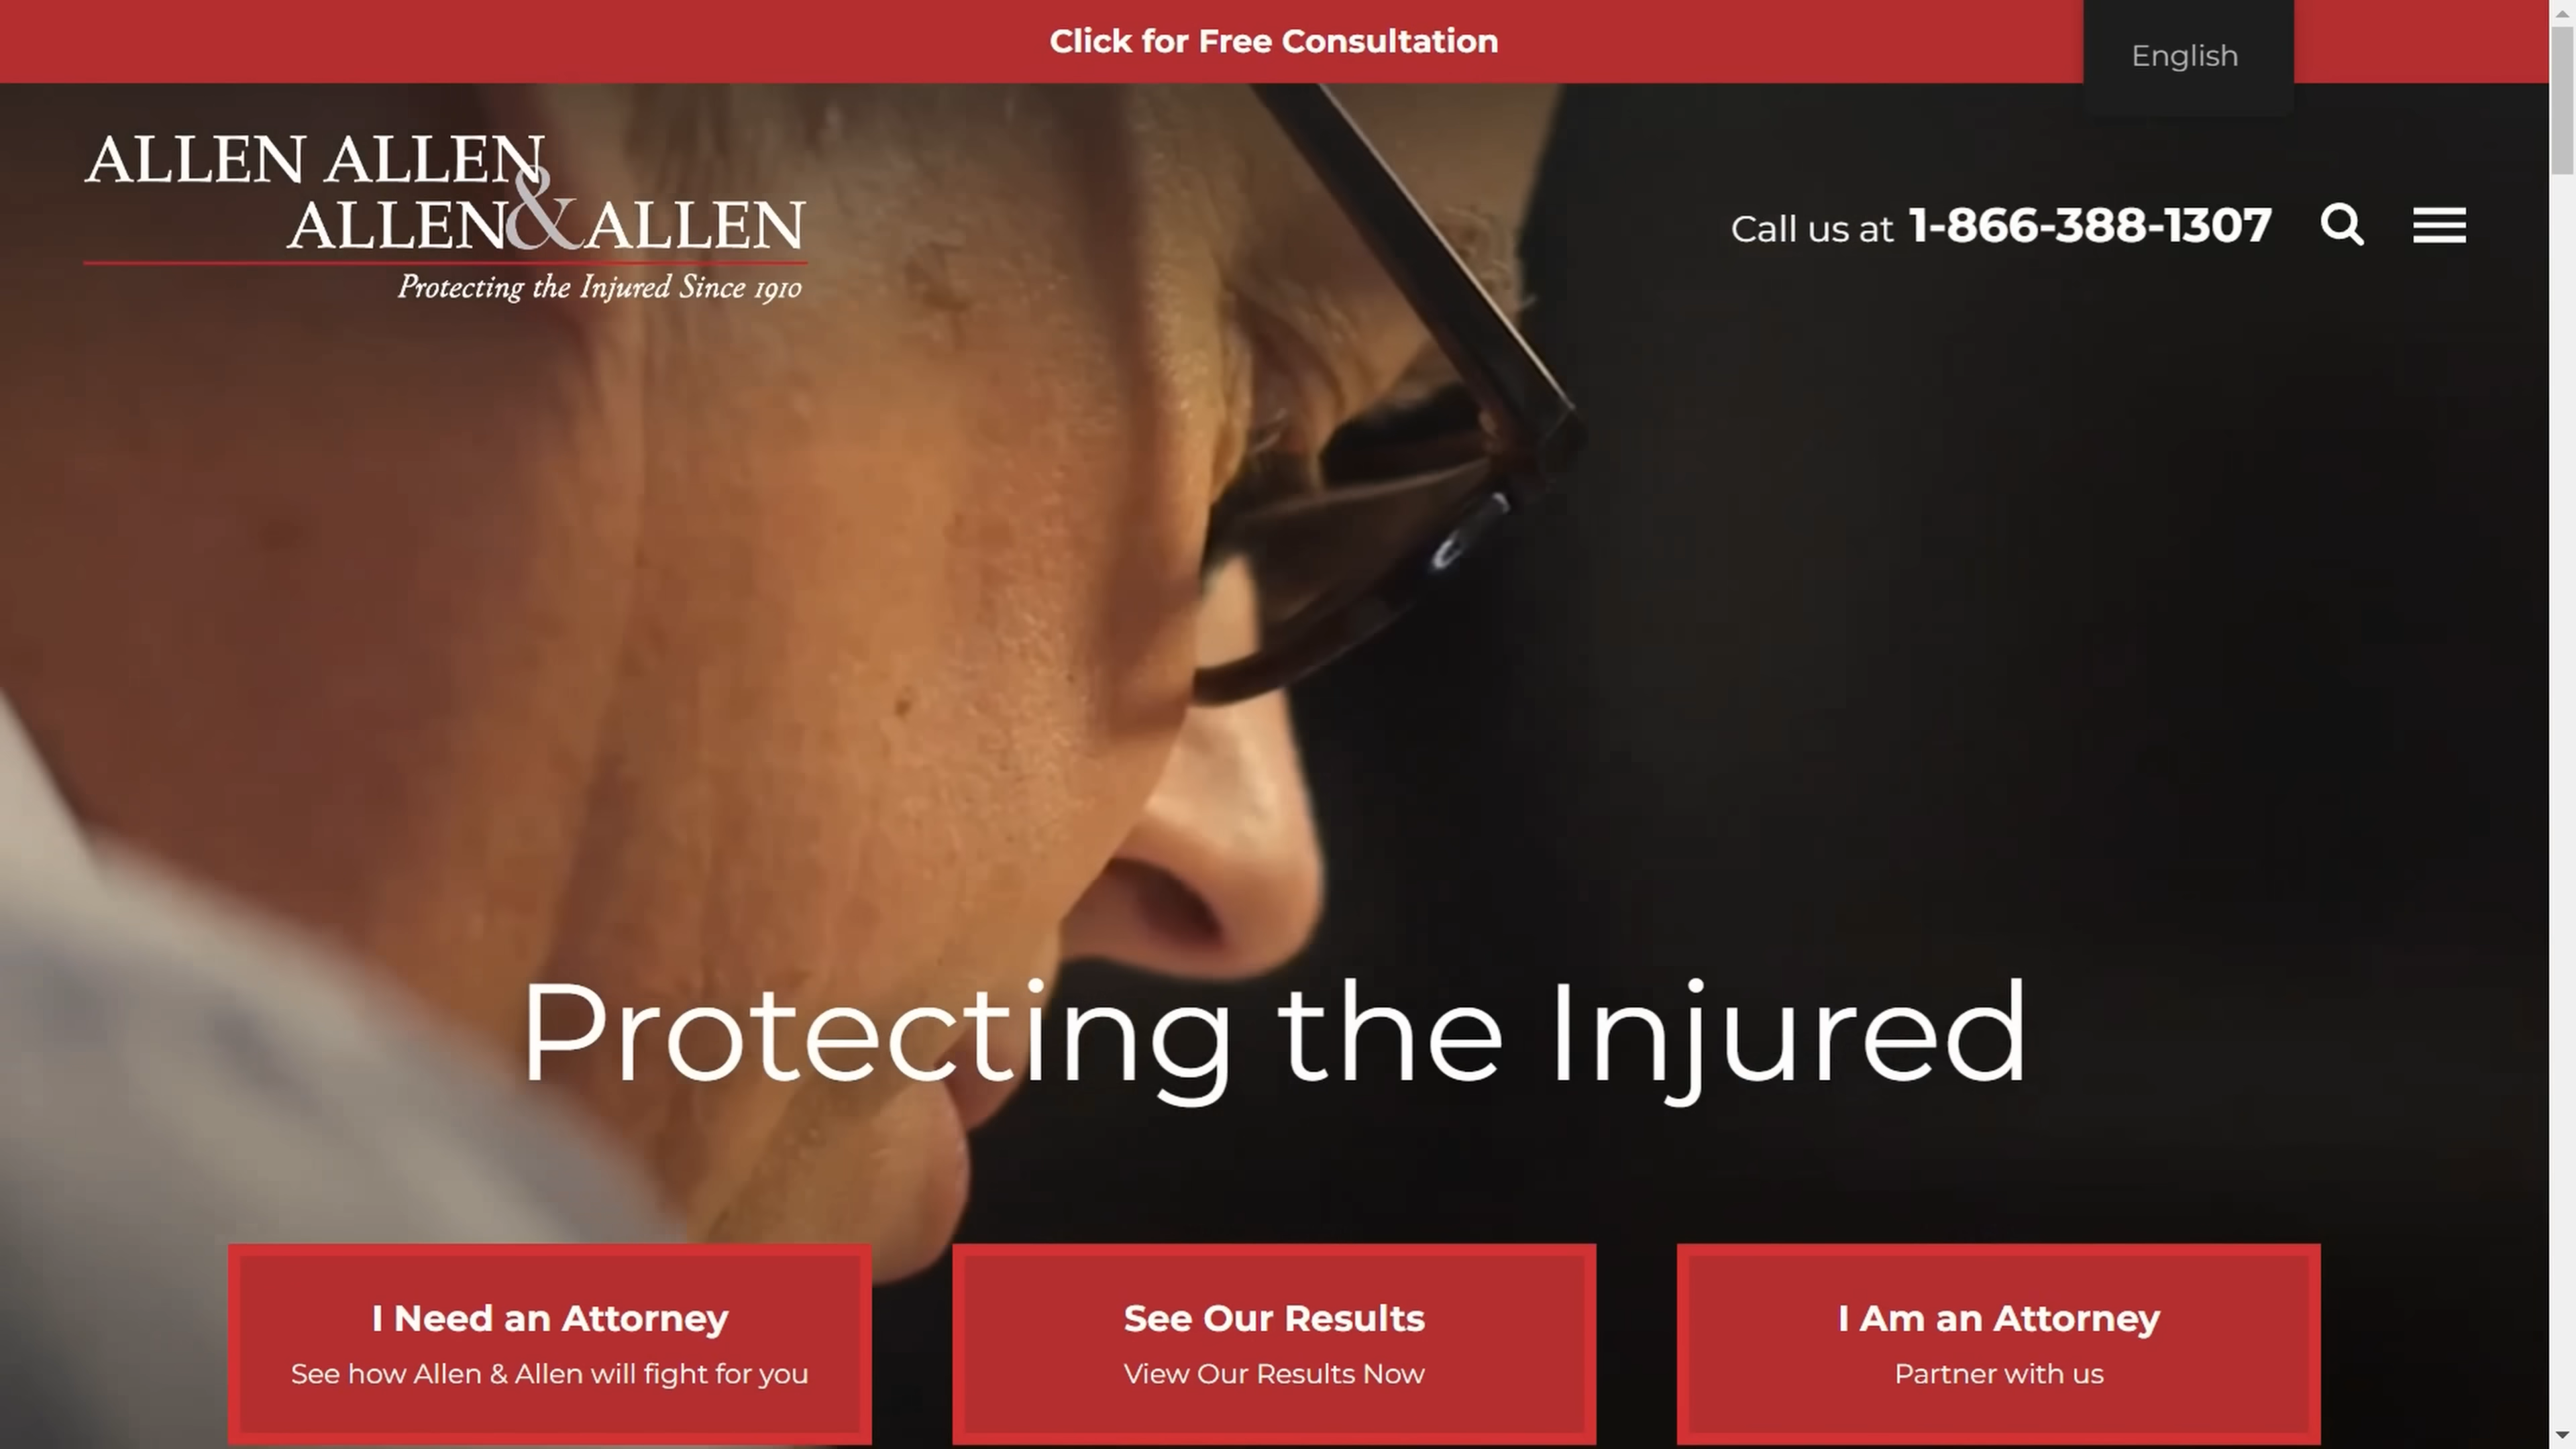 Click for Free Consultation
English
ALLEN ALLEN
ALLEN & ALLEN
Protecting the Injured Since 1910
Call us at 1-866-388-1307
Protecting the Injured
I Need an Attorney
See how Allen & Allen will fight for you
See Our Results
View Our Results Now
I Am an Attorney
Partner with us